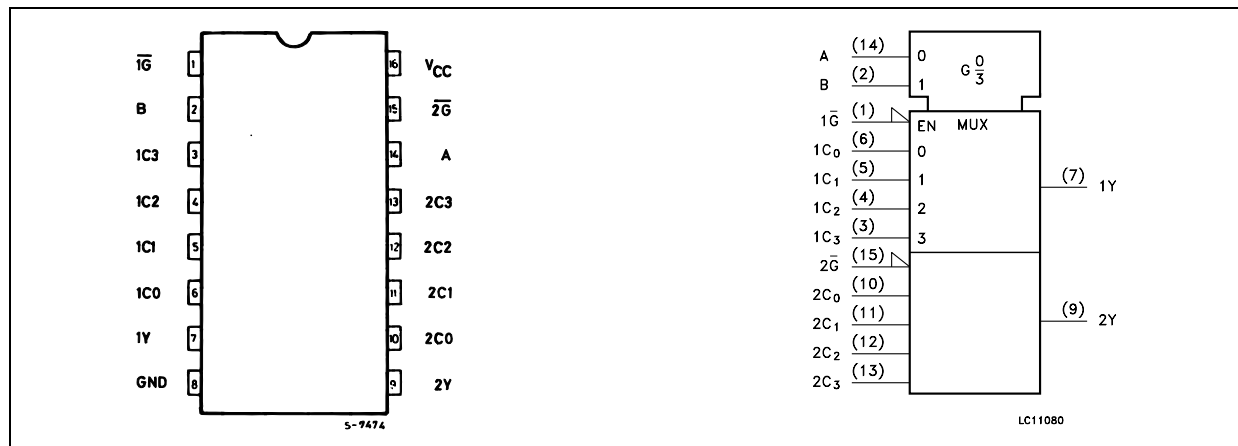 1G̅ 1 16 VCC
B 2 15 2G̅
1C3 3 14 A
1C2 4 13 2C3
1C1 5 12 2C2
1C0 6 11 2C1
1Y 7 10 2C0
GND 8 9 2Y
S-7474
A (14) 0 G 0/3
B (2) 1
1G̅ (1) EN MUX
1C0 (6) 0
1C1 (5) 1 (7) 1Y
1C2 (4) 2
1C3 (3) 3
2G̅ (15)
2C0 (10)
2C1 (11) (9) 2Y
2C2 (12)
2C3 (13)
LC11080